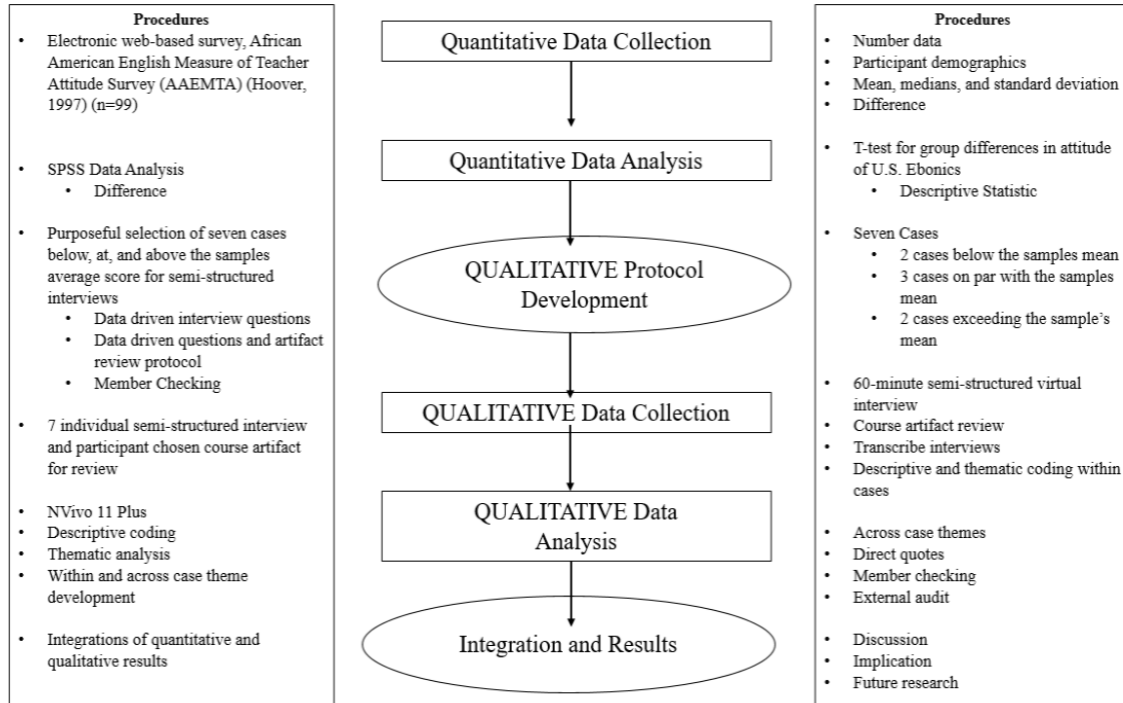 Procedures
• Electronic web-based survey, African
American English Measure of Teacher
Attitude Survey (AAEMTA) (Hoover,
1997) (n=99)
• SPSS Data Analysis
• Difference
• Purposeful selection of seven cases
below, at, and above the samples
average score for semi-structured
interviews
• Data driven interview questions
• Data driven questions and artifact
review protocol
• Member Checking
• 7 individual semi-structured interview
and participant chosen course artifact
for review
• NVivo 11 Plus
• Descriptive coding
• Thematic analysis
• Within and across case theme
development
• Integrations of quantitative and
qualitative results
Quantitative Data Collection
Quantitative Data Analysis
QUALITATIVE Protocol
Development
QUALITATIVE Data Collection
QUALITATIVE Data
Analysis
Integration and Results
Procedures
• Number data
• Participant demographics
• Mean, medians, and standard deviation
• Difference
• T-test for group differences in attitude
of U.S. Ebonics
• Descriptive Statistic
• Seven Cases
• 2 cases below the samples mean
• 3 cases on par with the samples
mean
• 2 cases exceeding the sample's
mean
• 60-minute semi-structured virtual
interview
• Course artifact review
• Transcribe interviews
• Descriptive and thematic coding within
cases
• Across case themes
• Direct quotes
• Member checking
• External audit
• Discussion
• Implication
• Future research